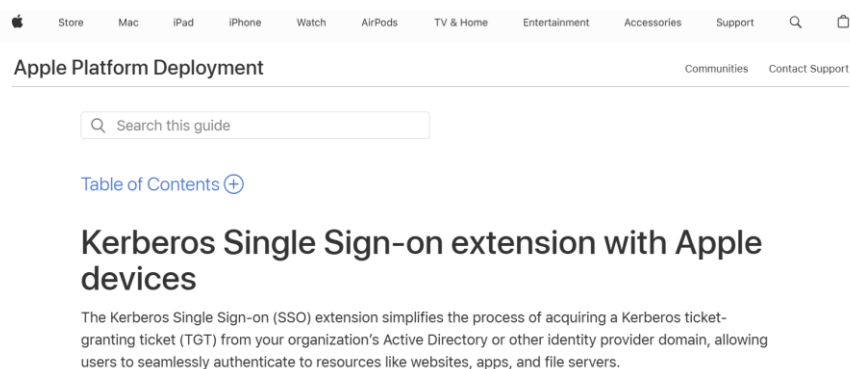 Store Mac iPad iPhone Watch AirPods TV & Home Entertainment Accessories Support
Apple Platform Deployment Communities Contact Support
Search this guide
Table of Contents
Kerberos Single Sign-on extension with Apple
devices
The Kerberos Single Sign-on (SSO) extension simplifies the process of acquiring a Kerberos ticket-
granting ticket (TGT) from your organization’s Active Directory or other identity provider domain, allowing
users to seamlessly authenticate to resources like websites, apps, and file servers.